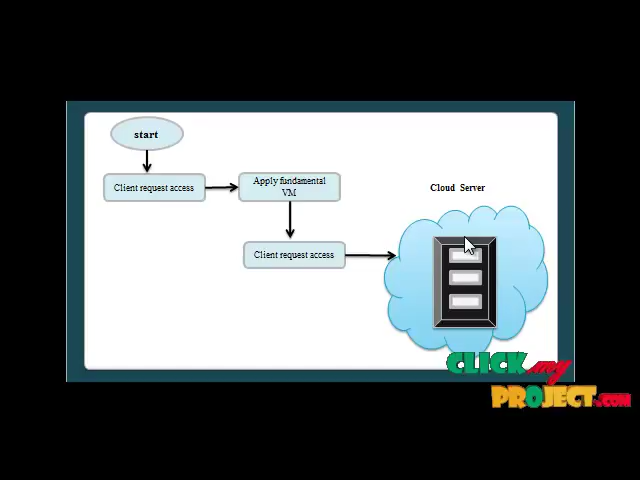 start
Client request access
Apply fundamental
VM
Cloud Server
Client request access
CLICK my
PROJECT.COM